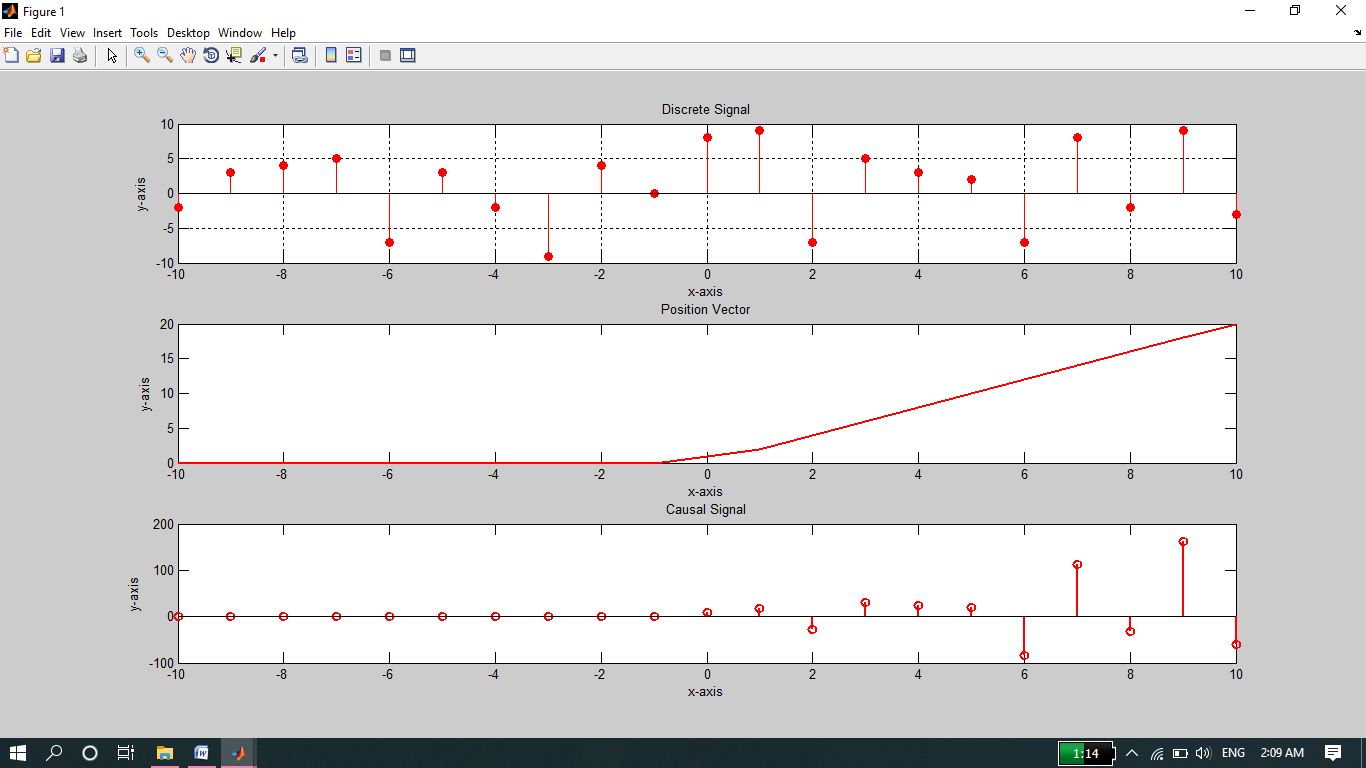 Figure 1
File Edit View Insert Tools Desktop Window Help
Discrete Signal
10
5
0
-5
-10
y-axis
-10 -8 -6 -4 -2 0 2 4 6 8 10
x-axis
Position Vector
20
15
10
5
0
y-axis
-10 -8 -6 -4 -2 0 2 4 6 8 10
x-axis
Causal Signal
200
100
0
-100
y-axis
-10 -8 -6 -4 -2 0 2 4 6 8 10
x-axis
1:14 ENG 2:09 AM